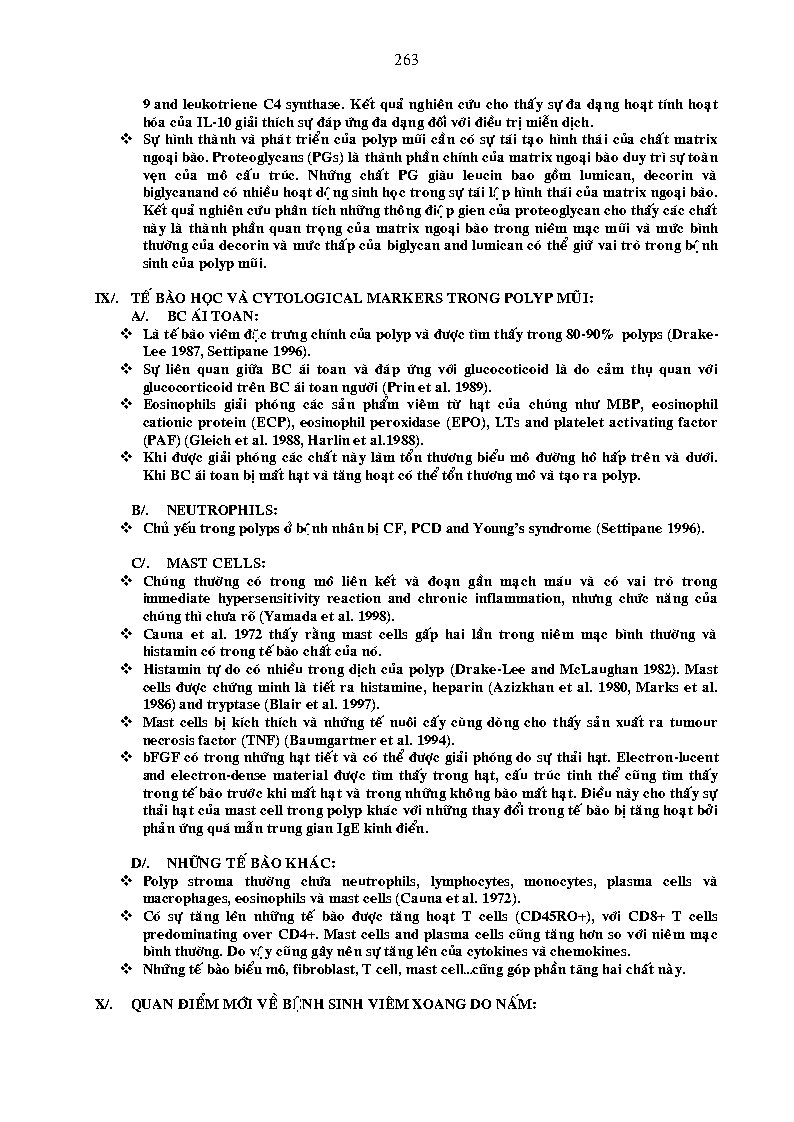 263
9 and leukotriene C4 synthase. Kết quả nghiên cứu cho thấy sự đa dạng hoạt tính hoạt
hóa của IL-10 giải thích sự đáp ứng đa dạng đối với điều trị miễn dịch.
❖ Sự hình thành và phát triển của polyp mũi cần có sự tái tạo hình thái của chất matrix
ngoại bào. Proteoglycans (PGs) là thành phần chính của matrix ngoại bào duy trì sự toàn
vẹn của mô cấu trúc. Những chất PG giàu leucin bao gồm lumican, decorin và
biglycanand có nhiều hoạt động sinh học trong sự tái lập hình thái của matrix ngoại bào.
Kết quả nghiên cứu phân tích những thông điệp gien của proteoglycan cho thấy các chất
này là thành phần quan trọng của matrix ngoại bào trong niêm mạc mũi và mức bình
thường của decorin và mức thấp của biglycan and lumican có thể giữ vai trò trong bệnh
sinh của polyp mũi.
IX/. TẾ BÀO HỌC VÀ CYTOLOGICAL MARKERS TRONG POLYP MŨI:
A/. BC ÁI TOAN:
❖ Là tế bào viêm đặc trưng chính của polyp và được tìm thấy trong 80-90% polyps (Drake-
Lee 1987, Settipane 1996).
❖ Sự liên quan giữa BC ái toan và đáp ứng với glucocoticoid là do cảm thụ quan với
glucocorticoid trên BC ái toan người (Prin et al. 1989).
❖ Eosinophils giải phóng các sản phẩm viêm từ hạt của chúng như MBP, eosinophil
cationic protein (ECP), eosinophil peroxidase (EPO), LTs and platelet activating factor
(PAF) (Gleich et al. 1988, Harlin et al.1988).
❖ Khi được giải phóng các chất này làm tổn thương biểu mô đường hô hấp trên và dưới.
Khi BC ái toan bị mất hạt và tăng hoạt có thể tổn thương mô và tạo ra polyp.
B/. NEUTROPHILS:
❖ Chủ yếu trong polyps ở bệnh nhân bị CF, PCD and Young’s syndrome (Settipane 1996).
C/. MAST CELLS:
❖ Chúng thường có trong mô liên kết và đoạn gần mạch máu và có vai trò trong
immediate hypersensitivity reaction and chronic inflammation, nhưng chức năng của
chúng thì chưa rõ (Yamada et al. 1998).
❖ Cauna et al. 1972 thấy rằng mast cells gấp hai lần trong niêm mạc bình thường và
histamin có trong tế bào chất của nó.
❖ Histamin tự do có nhiều trong dịch của polyp (Drake-Lee and McLaughan 1982). Mast
cells được chứng minh là tiết ra histamine, heparin (Azizkhan et al. 1980, Marks et al.
1986) and tryptase (Blair et al. 1997).
❖ Mast cells bị kích thích và những tế nuôi cấy cùng dòng cho thấy sản xuất ra tumour
necrosis factor (TNF) (Baumgartner et al. 1994).
❖ bFGF có trong những hạt tiết và có thể được giải phóng do sự thải hạt. Electron-lucent
and electron-dense material được tìm thấy trong hạt, cấu trúc tinh thể cũng tìm thấy
trong tế bào trước khi mất hạt và trong những không bào mất hạt. Điều này cho thấy sự
thải hạt của mast cell trong polyp khác với những thay đổi trong tế bào bị tăng hoạt bởi
phản ứng quá mẫn trung gian IgE kinh điển.
D/. NHỮNG TẾ BÀO KHÁC:
❖ Polyp stroma thường chứa neutrophils, lymphocytes, monocytes, plasma cells và
macrophages, eosinophils và mast cells (Cauna et al. 1972).
❖ Có sự tăng lên những tế bào được tăng hoạt T cells (CD45RO+), với CD8+ T cells
predominating over CD4+. Mast cells and plasma cells cũng tăng hơn so với niêm mạc
bình thường. Do vậy cũng gây nên sự tăng lên của cytokines và chemokines.
❖ Những tế bào biểu mô, fibroblast, T cell, mast cell...cũng góp phần tăng hai chất này.
X/. QUAN ĐIỂM MỚI VỀ BỆNH SINH VIÊM XOANG DO NẤM: